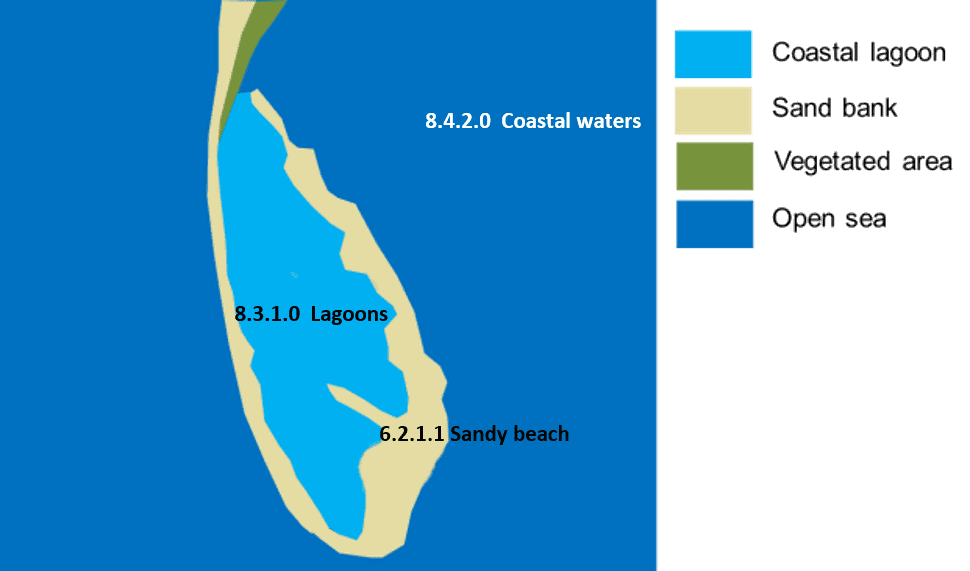 Coastal lagoon
Sand bank
8.4.2.0 Coastal waters
Vegetated area
Open sea
8.3.1.0 Lagoons
6.2.1.1 Sandy beach